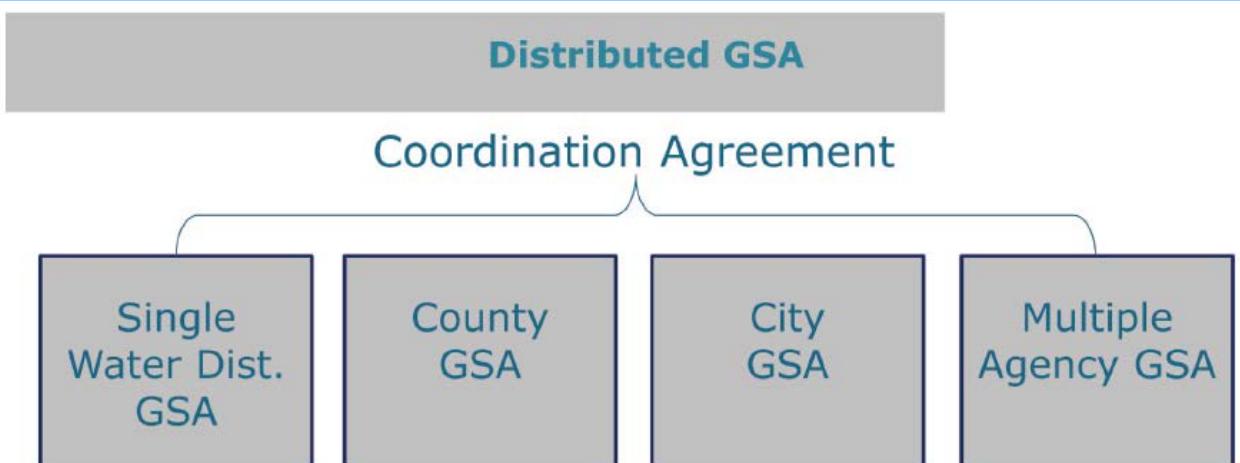 Distributed GSA
Coordination Agreement
Single
Water Dist.
GSA
County
GSA
City
GSA
Multiple
Agency GSA